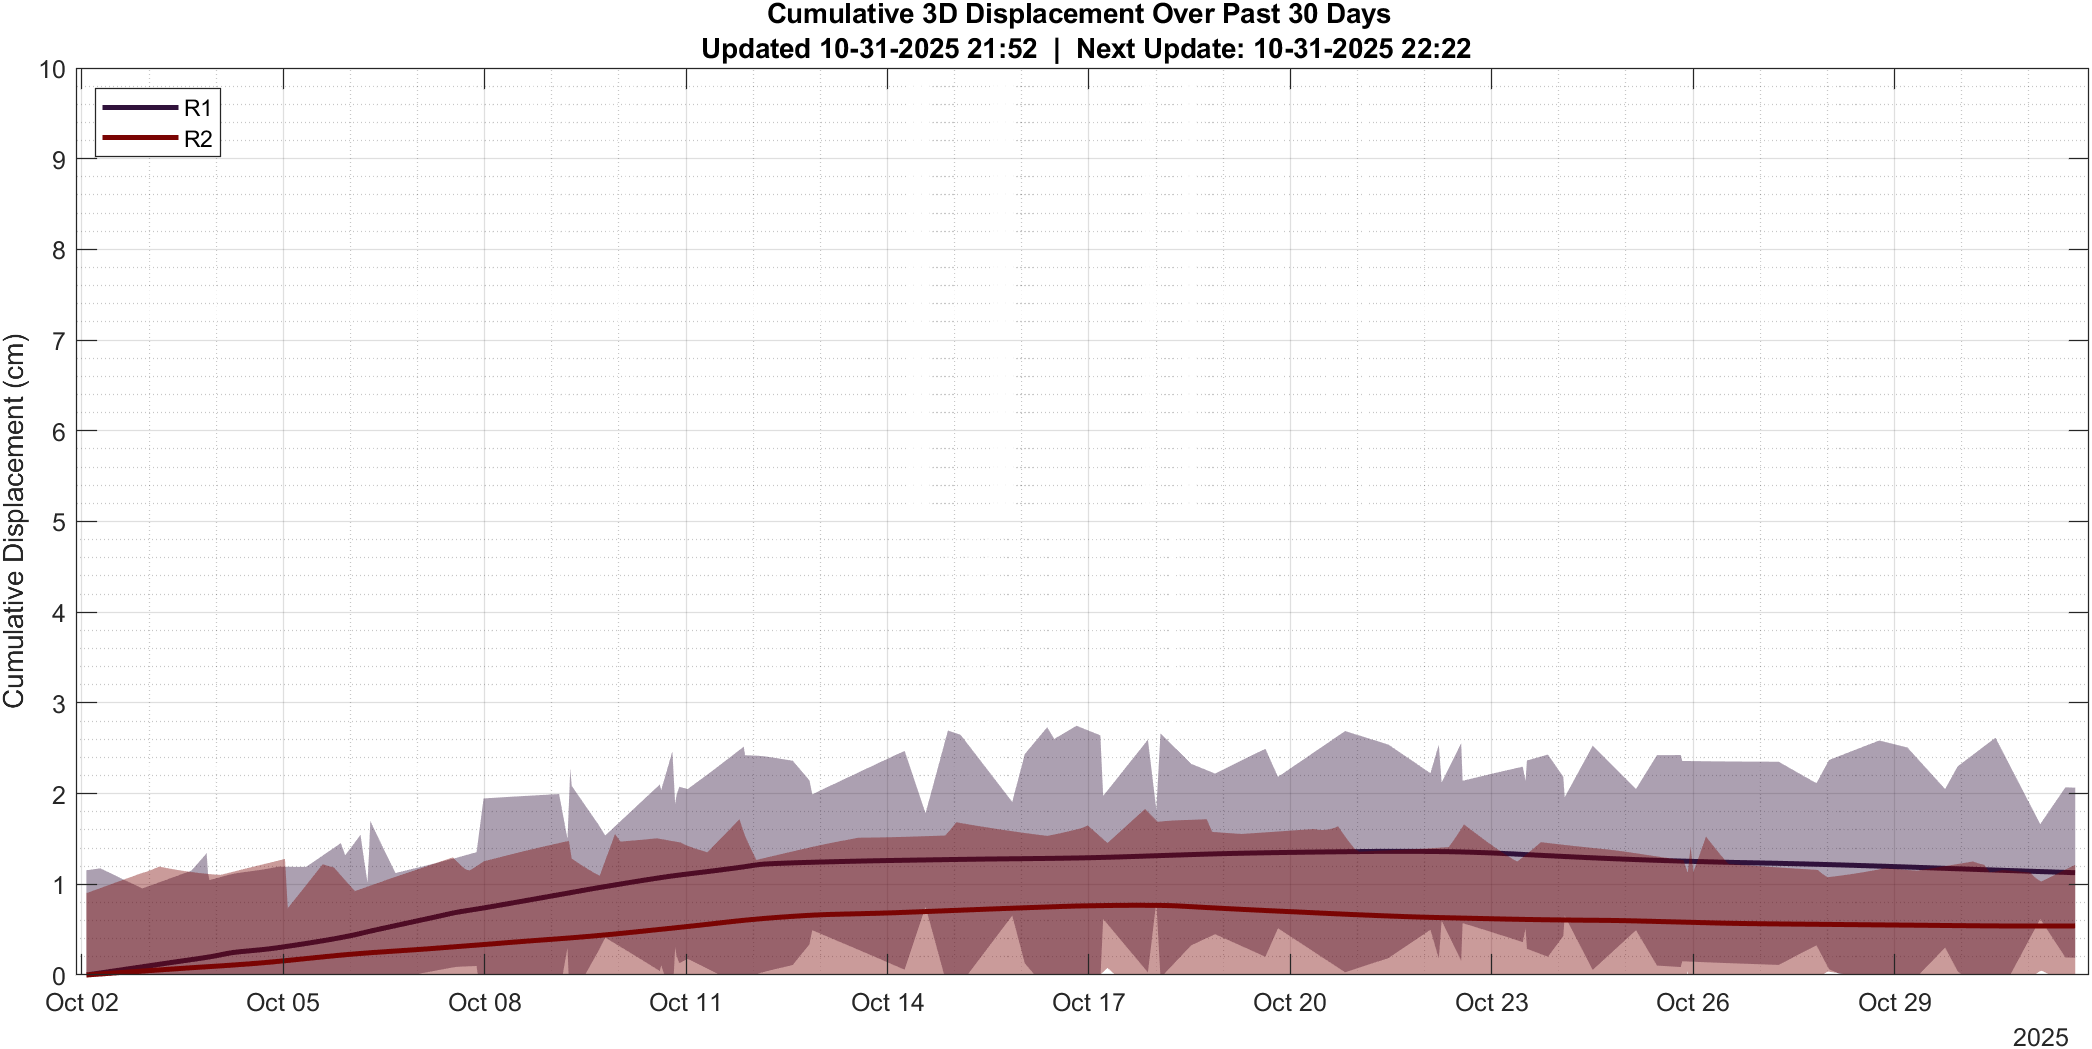 Cumulative 3D Displacement Over Past 30 Days
Updated 10-31-2025 21:52 | Next Update: 10-31-2025 22:22
R1
R2
Cumulative Displacement (cm)
10
9
8
7
6
5
4
3
2
1
0
Oct 02 Oct 05 Oct 08 Oct 11 Oct 14 Oct 17 Oct 20 Oct 23 Oct 26 Oct 29
2025